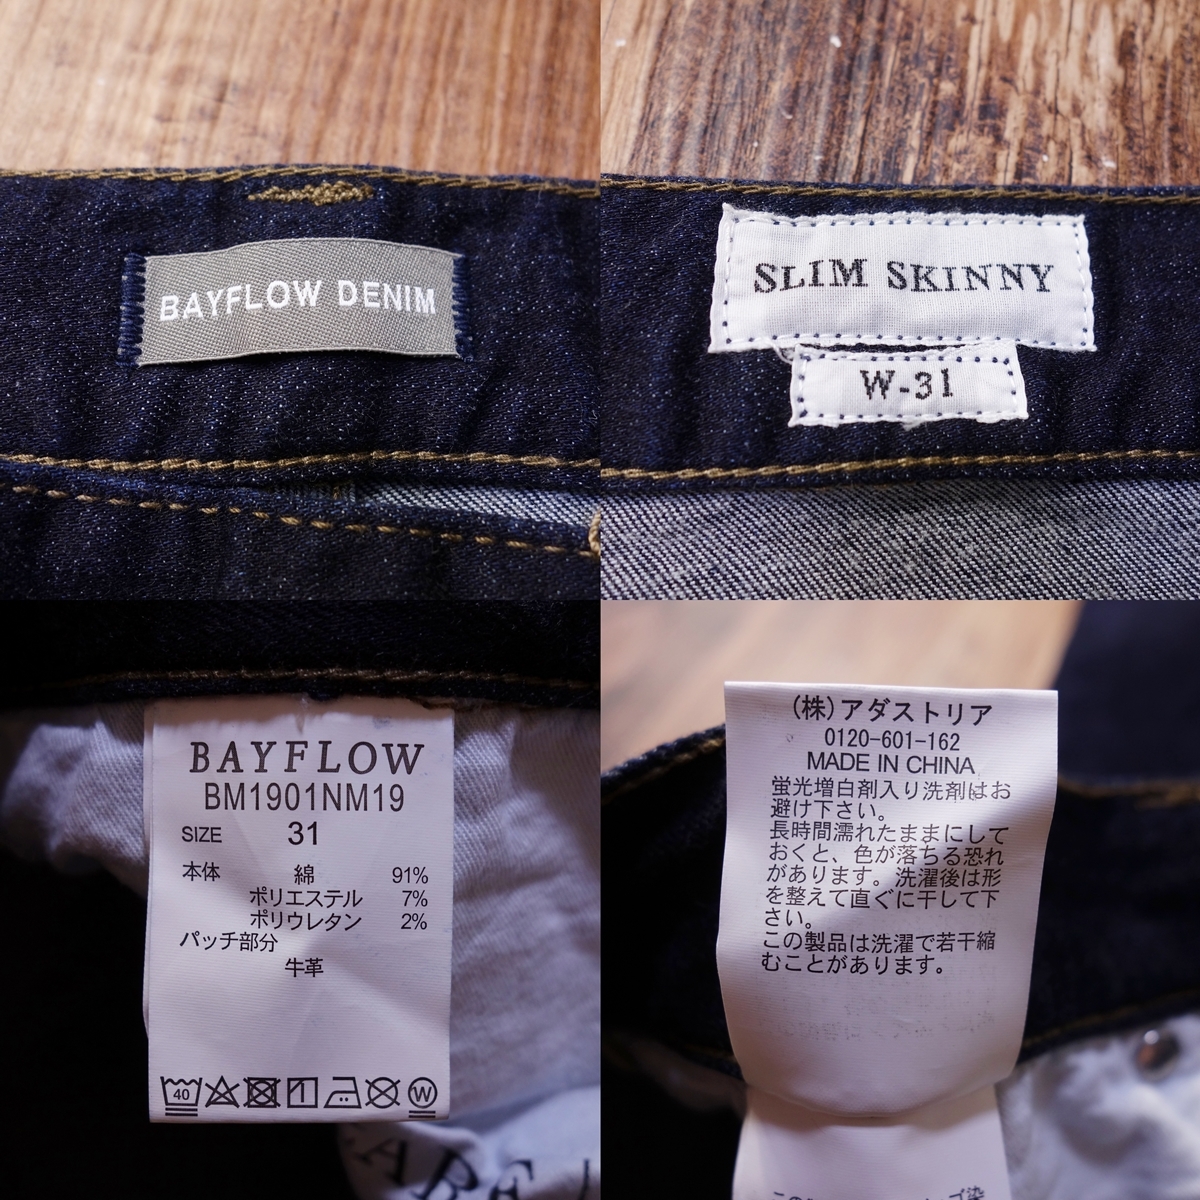 BAYFLOW DENIM
SLIM SKINNY
W-31
BAYFLOW
BM1901NM19
SIZE 31
本体 綿 91%
ポリエステル 7%
ポリウレタン 2%
パッチ部分
牛革
40
W
(株)アダストリア
0120-601-162
MADE IN CHINA
蛍光増白剤入り洗剤はお
避け下さい。
長時間濡れたままにして
おくと、色が落ちる恐れ
があります。洗濯後は形
を整えて直ぐに干して下
さい。
この製品は洗濯で若干縮
むことがあります。